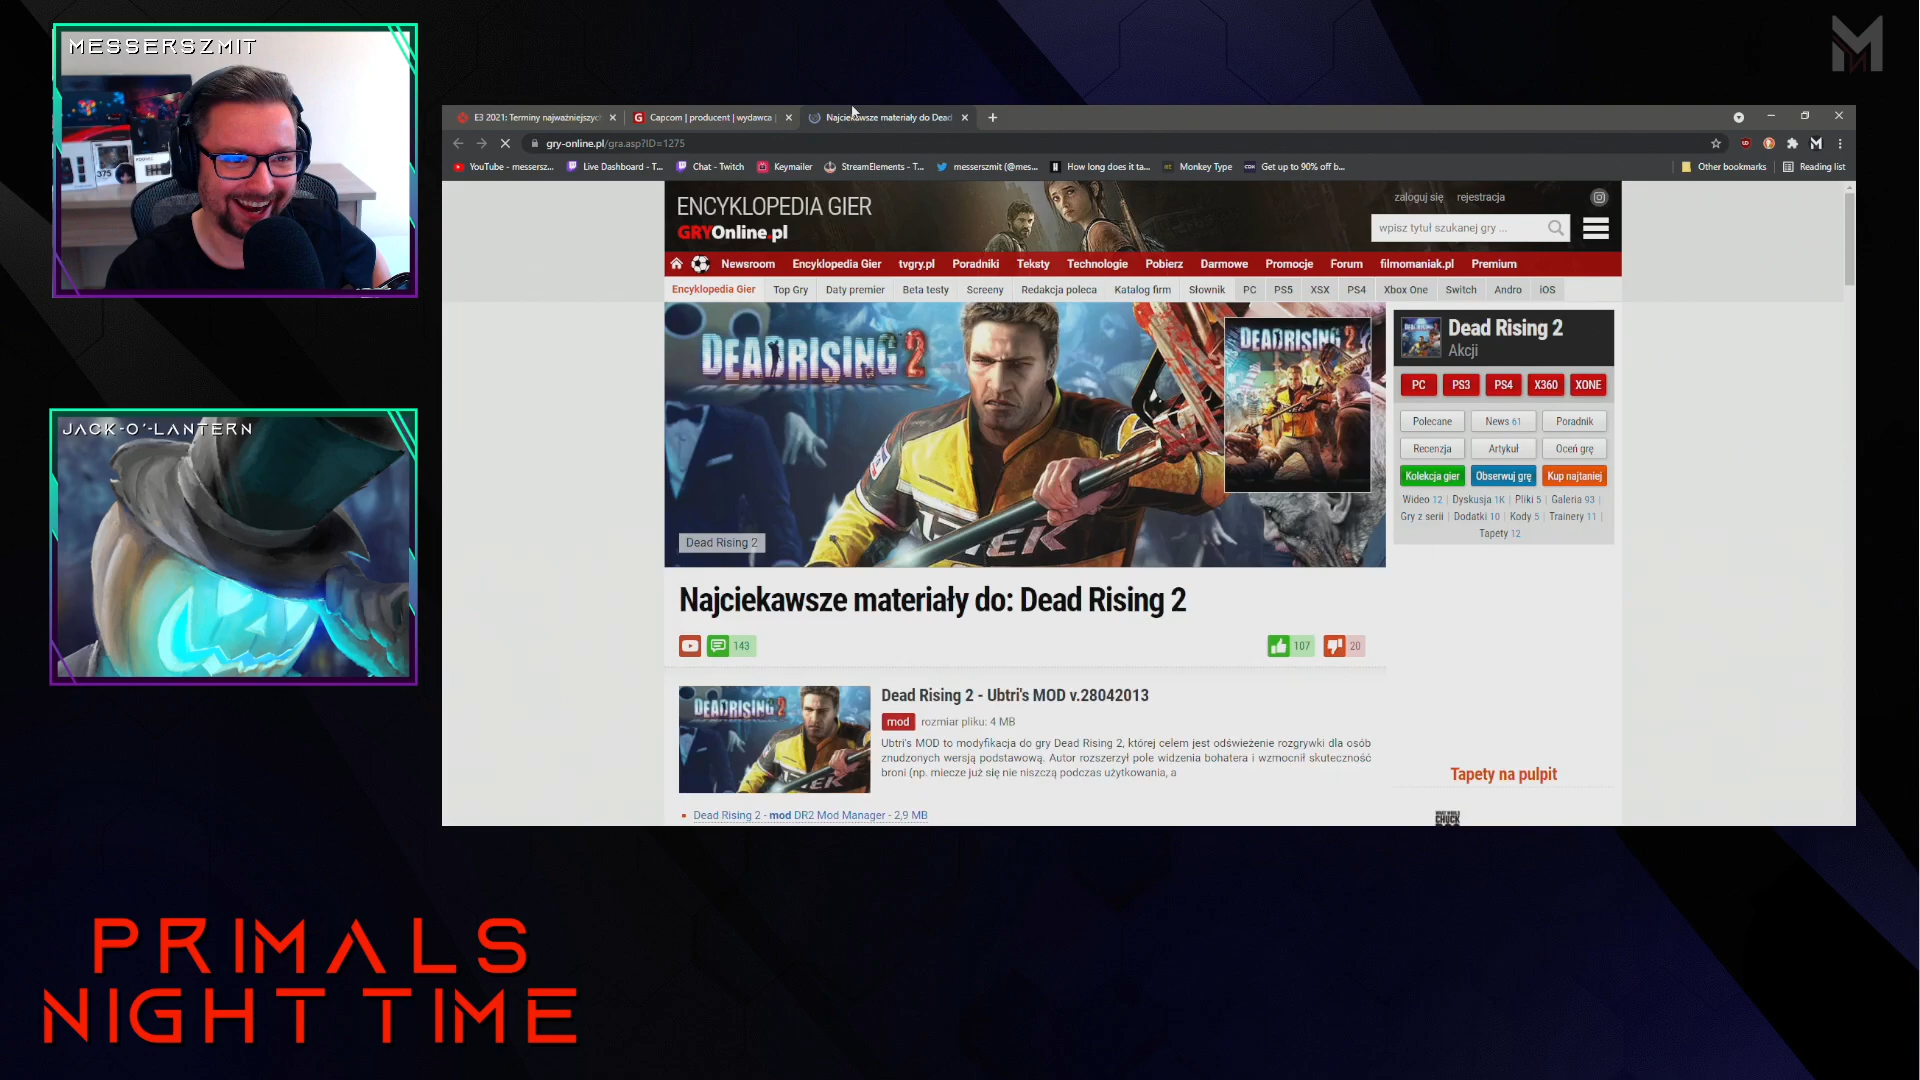 MESSERSZMIT
JACK-O'-LANTERN
E3 2021: Terminy najważniejszych
Capcom | producent | wydawca |
Najciekawsze materiały do Dead
gry-online.pl/gra.asp?ID=1275
YouTube - messersz...
Live Dashboard - T...
Chat - Twitch
Keymailer
StreamElements - T...
messerszmit (@mes...
How long does it ta...
Monkey Type
Get up to 90% off b...
Other bookmarks
Reading list
ENCYKLOPEDIA GIER
GRYOnline.pl
zaloguj się rejestracja
wpisz tytuł szukanej gry ...
Newsroom Encyklopedia Gier tvgry.pl Poradniki Teksty Technologie Pobierz Darmowe Promocje Forum filmomaniak.pl Premium
Encyklopedia Gier Top Gry Daty premier Beta testy Screeny Redakcja poleca Katalog firm Słownik PC PS5 XSX PS4 Xbox One Switch Andro iOS
DEADRISING 2
DEADRISING 2
Dead Rising 2
Dead Rising 2
Akcji
PC PS3 PS4 X360 XONE
Polecane News 61 Poradnik
Recenzja Artykuł Oceń grę
Kolekcja gier Obserwuj grę Kup najtaniej
Wideo 12 | Dyskusja 1K | Pliki 5 | Galeria 93 |
Gry z serii | Dodatki 10 | Kody 5 | Trainery 11 |
Tapety 12
Najciekawsze materiały do: Dead Rising 2
143
107
20
DEADRISING 2
Dead Rising 2 - Ubtri's MOD v.28042013
mod rozmiar pliku: 4 MB
Ubtri's MOD to modyfikacja do gry Dead Rising 2, której celem jest odświeżenie rozgrywki dla osób
znudzonych wersją podstawową. Autor rozszerzył pole widzenia bohatera i wzmocnił skuteczność
broni (np. miecze już się nie niszczą podczas użytkowania, a
Dead Rising 2 - mod DR2 Mod Manager - 2,9 MB
Tapety na pulpit
PRIMALS
NIGHT TIME